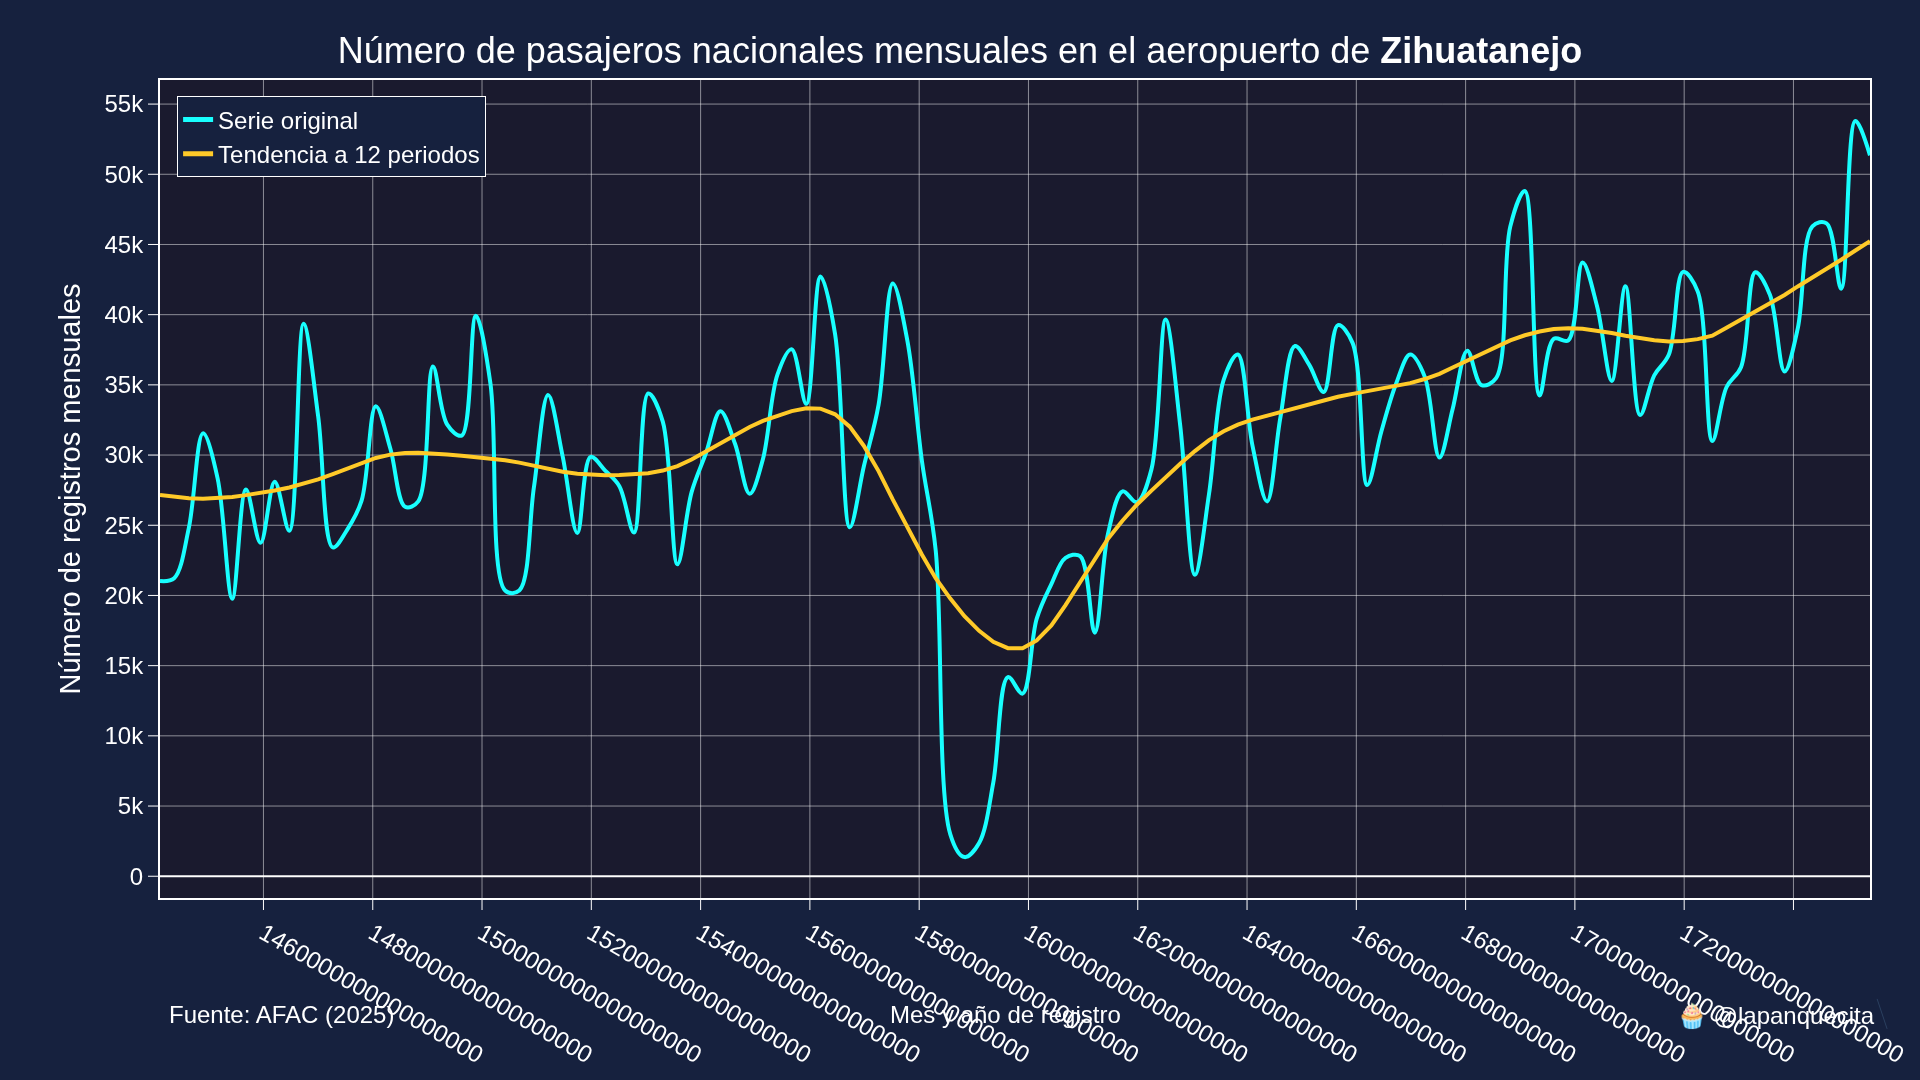 Número de pasajeros nacionales mensuales en el aeropuerto de Zihuatanejo
Serie original
Tendencia a 12 periodos
55k
50k
45k
40k
35k
30k
25k
20k
15k
10k
5k
0
Número de registros mensuales
1460000000000000000
1480000000000000000
1500000000000000000
1520000000000000000
1540000000000000000
1560000000000000000
1580000000000000000
1600000000000000000
1620000000000000000
1640000000000000000
1660000000000000000
1680000000000000000
1700000000000000000
1720000000000000000
Fuente: AFAC (2025)
Mes y año de registro
🧁 @lapanquecita